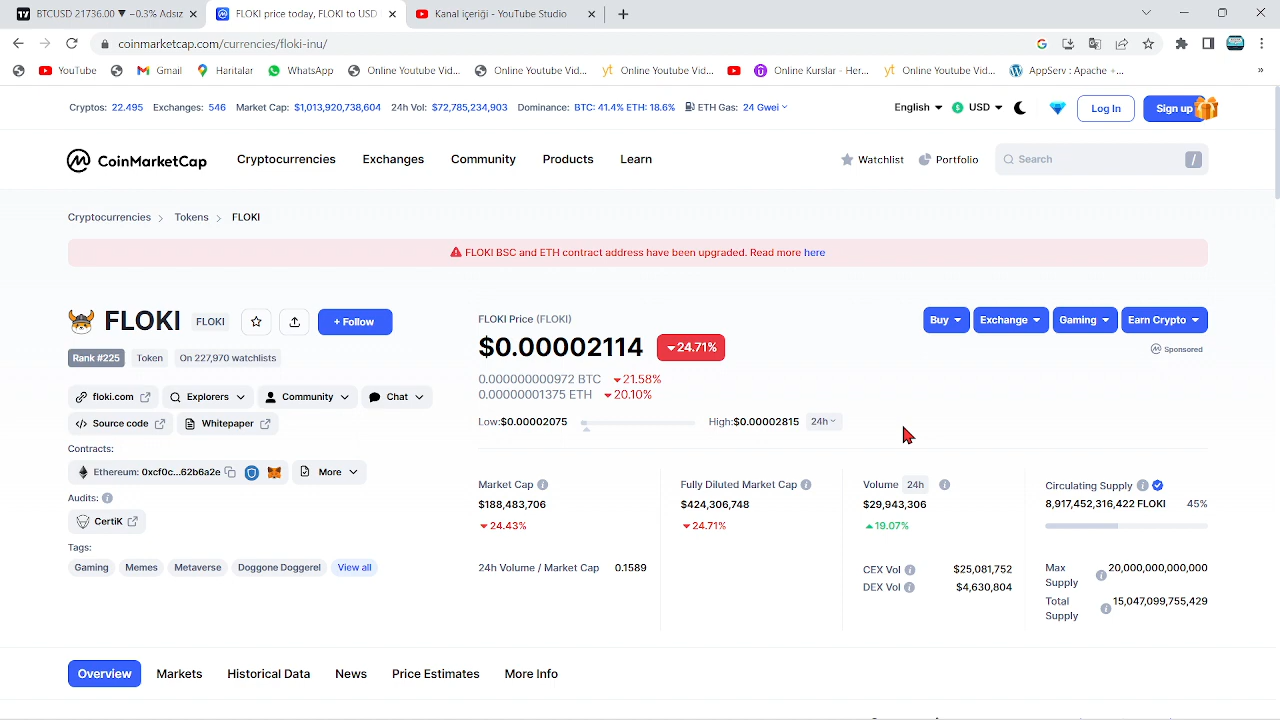 BTCUSD 21736.00 ▼ −0.3% Adsız
FLOKI price today, FLOKI to USD
Kanal içeriği - YouTube Studio
coinmarketcap.com/currencies/floki-inu/
YouTube
Gmail
Haritalar
WhatsApp
Online Youtube Vid...
Online Youtube Vid...
Online Youtube Vid...
Online Kurslar - Her...
Online Youtube Vid...
AppServ : Apache +...
»
Cryptos: 22.495 Exchanges: 546 Market Cap: $1,013,920,738,604 24h Vol: $72,785,234,903 Dominance: BTC: 41.4% ETH: 18.6% ETH Gas: 24 Gwei
English USD Log In Sign up
CoinMarketCap Cryptocurrencies Exchanges Community Products Learn Watchlist Portfolio Search /
Cryptocurrencies > Tokens > FLOKI
FLOKI BSC and ETH contract address have been upgraded. Read more here
FLOKI FLOKI + Follow
Rank #225 Token On 227,970 watchlists
floki.com Explorers Community Chat
Source code Whitepaper
Contracts:
Ethereum: 0xcf0c...62b6a2e More
Audits:
CertiK
Tags:
Gaming Memes Metaverse Doggone Doggerel View all
FLOKI Price (FLOKI)
$0.00002114 ▼24.71%
0.000000000972 BTC ▼21.58%
0.00000001375 ETH ▼20.10%
Low:$0.00002075 High:$0.00002815 24h
Buy Exchange Gaming Earn Crypto
Sponsored
Market Cap
$188,483,706
▼24.43%
24h Volume / Market Cap 0.1589
Fully Diluted Market Cap
$424,306,748
▼24.71%
Volume 24h
$29,943,306
▲19.07%
CEX Vol $25,081,752
DEX Vol $4,630,804
Circulating Supply
8,917,452,316,422 FLOKI 45%
Max Supply 20,000,000,000,000
Total Supply 15,047,099,755,429
Overview Markets Historical Data News Price Estimates More Info